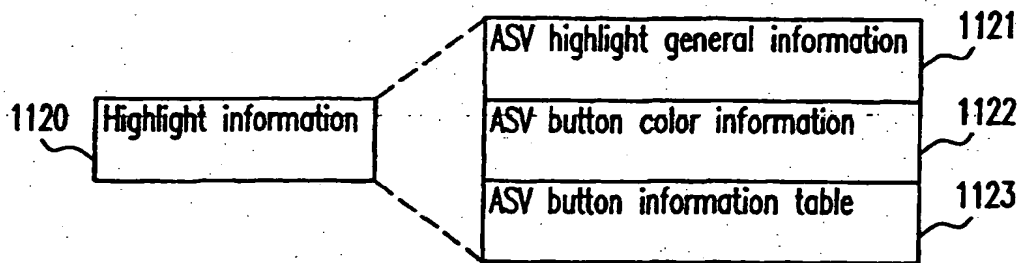 1120 Highlight information
ASV highlight general information 1121
ASV button color information 1122
ASV button information table 1123